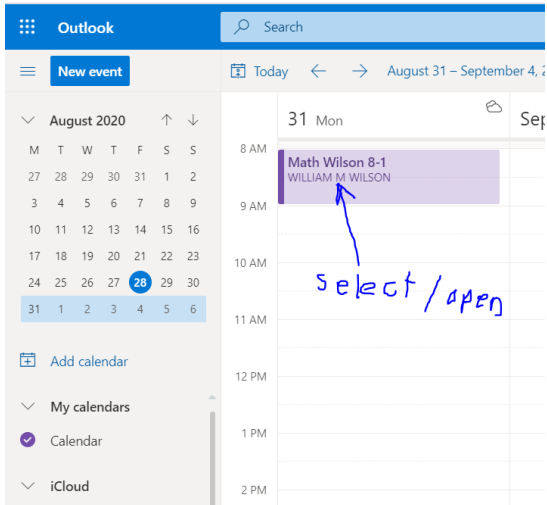 Outlook
Search
New event
Today
August 31 – September 4, 2
August 2020
M T W T F S S
27 28 29 30 31 1 2
3 4 5 6 7 8 9
10 11 12 13 14 15 16
17 18 19 20 21 22 23
24 25 26 27 28 29 30
31 1 2 3 4 5 6
Add calendar
My calendars
Calendar
iCloud
31 Mon
Sep
8 AM
Math Wilson 8-1
WILLIAM M WILSON
9 AM
10 AM
select/open
11 AM
12 PM
1 PM
2 PM